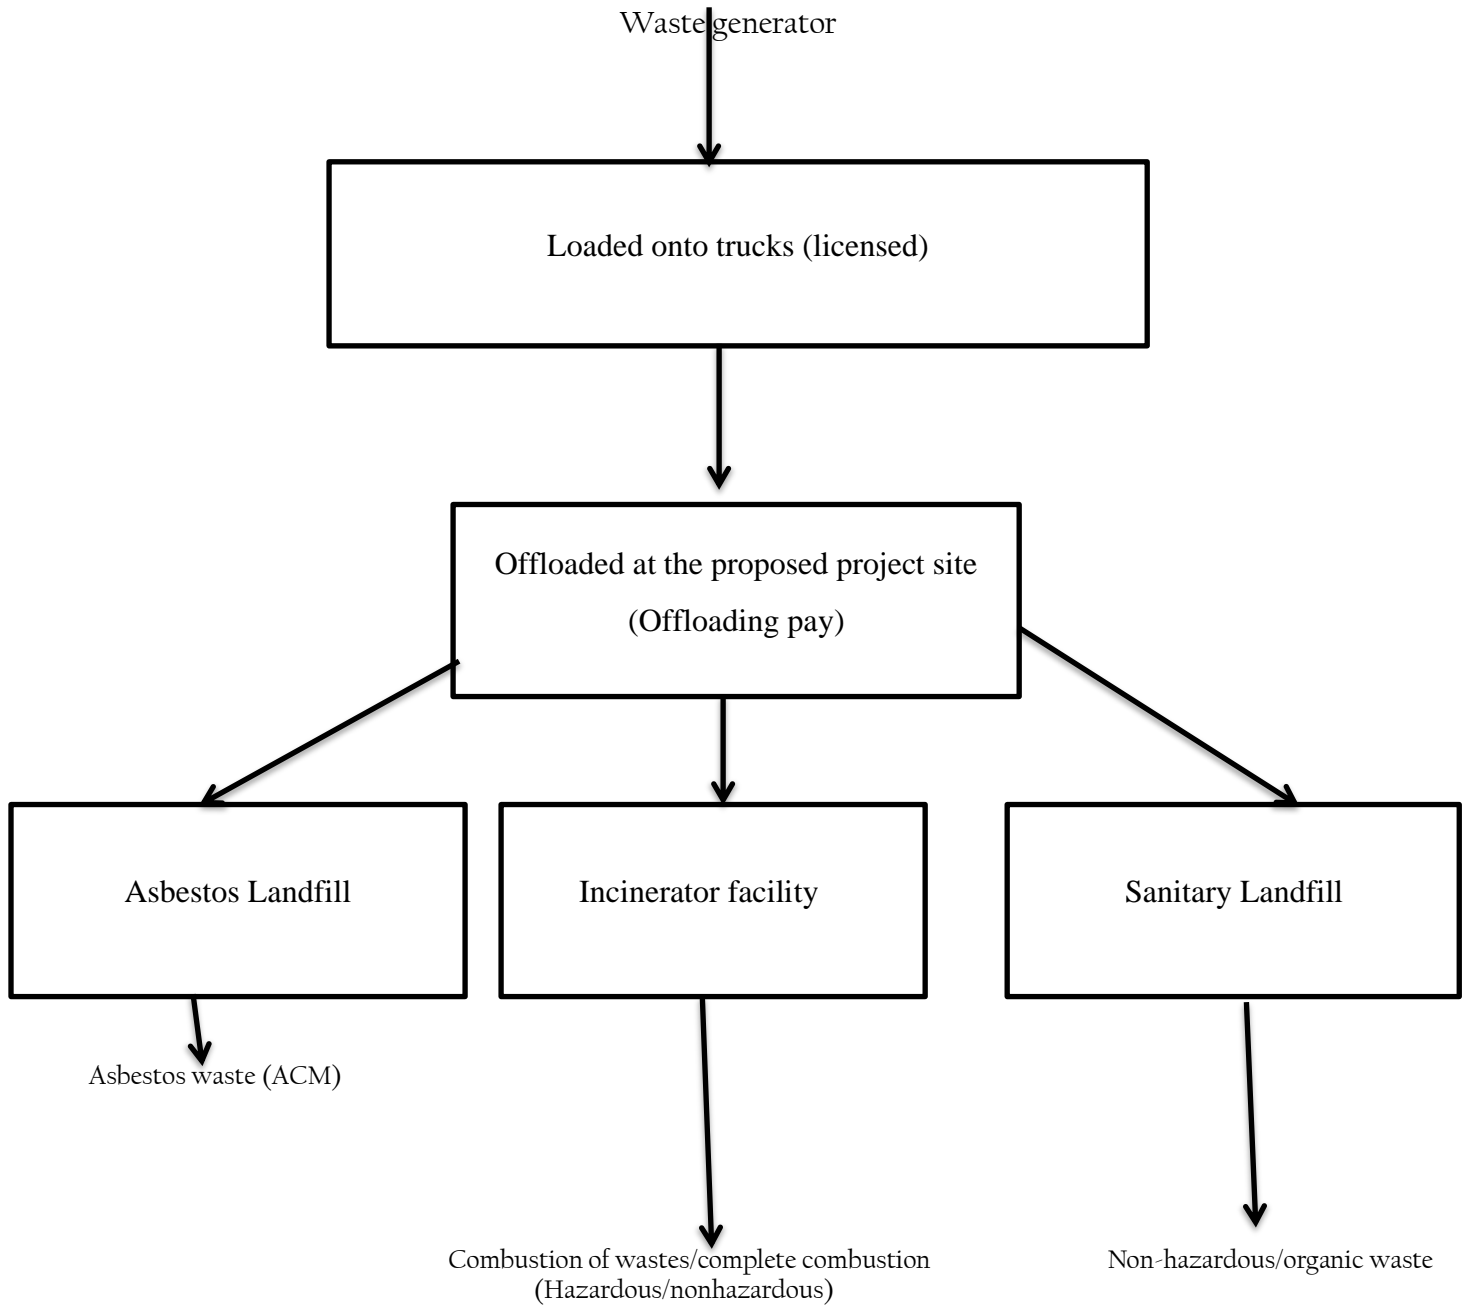 Waste generator
Loaded onto trucks (licensed)
Offloaded at the proposed project site
(Offloading pay)
Asbestos Landfill
Incinerator facility
Sanitary Landfill
Asbestos waste (ACM)
Combustion of wastes/complete combustion
(Hazardous/nonhazardous)
Non-hazardous/organic waste